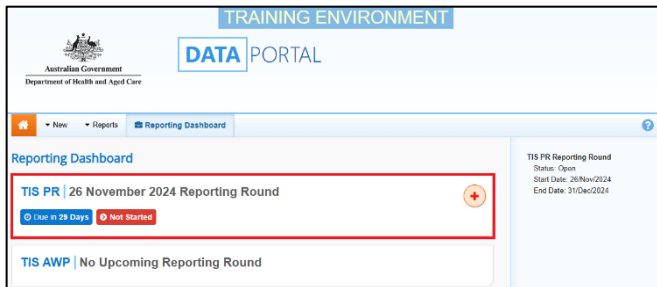 TRAINING ENVIRONMENT
Australian Government
Department of Health and Aged Care
DATA PORTAL
New
Reports
Reporting Dashboard
?
Reporting Dashboard
TIS PR | 26 November 2024 Reporting Round
Due in 29 Days
Not Started
TIS AWP | No Upcoming Reporting Round
TIS PR Reporting Round
Status: Open
Start Date: 26/Nov/2024
End Date: 31/Dec/2024